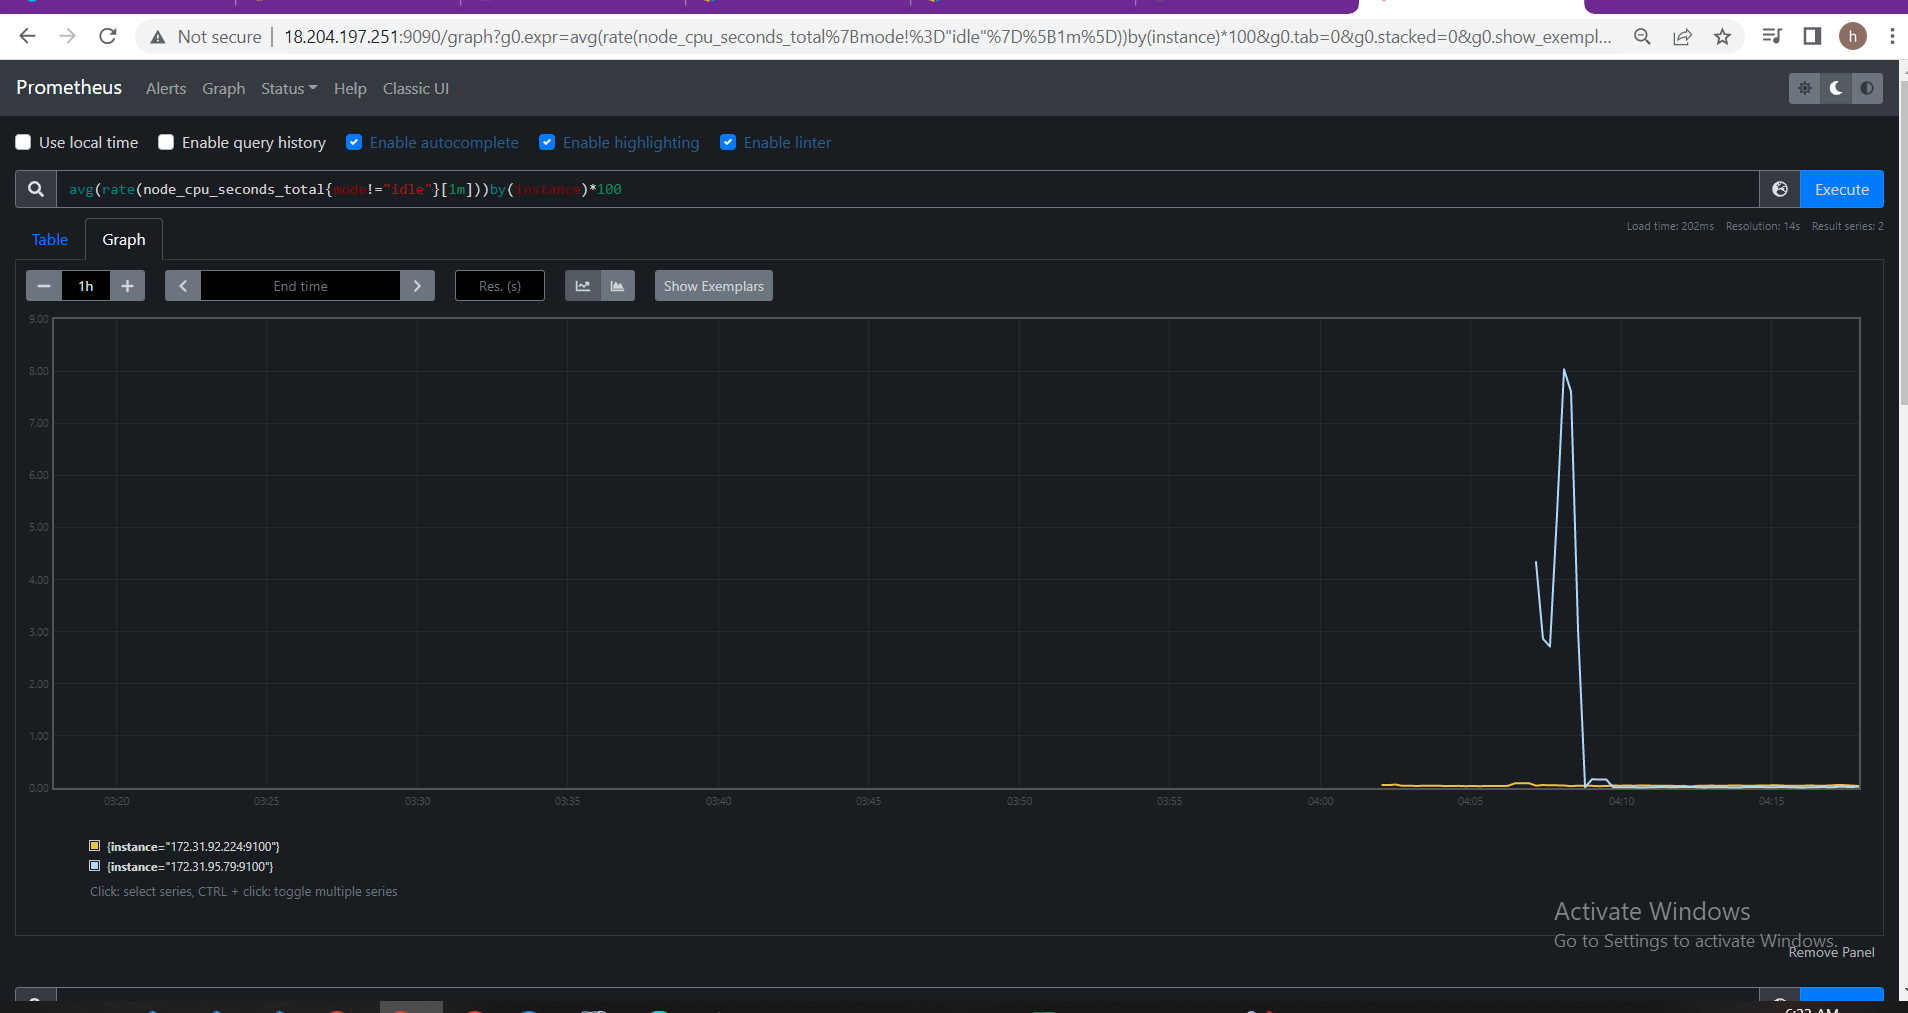 Not secure | 18.204.197.251:9090/graph?g0.expr=avg(rate(node_cpu_seconds_total%7Bmode!%3D"idle"%7D%5B1m%5D))by(instance)*100&g0.tab=0&g0.stacked=0&g0.show_exempl...
h
Prometheus Alerts Graph Status Help Classic UI
Use local time Enable query history Enable autocomplete Enable highlighting Enable linter
avg(rate(node_cpu_seconds_total{mode!="idle"}[1m]))by(instance)*100 Execute
Load time: 202ms Resolution: 14s Result series: 2
Table Graph
1h End time Res. (s) Show Exemplars
9.00
8.00
7.00
6.00
5.00
4.00
3.00
2.00
1.00
0.00
03:20 03:25 03:30 03:35 03:40 03:45 03:50 03:55 04:00 04:05 04:10 04:15
{instance="172.31.92.224:9100"}
{instance="172.31.95.79:9100"}
Click: select series, CTRL + click: toggle multiple series
Activate Windows
Go to Settings to activate Windows.
Remove Panel